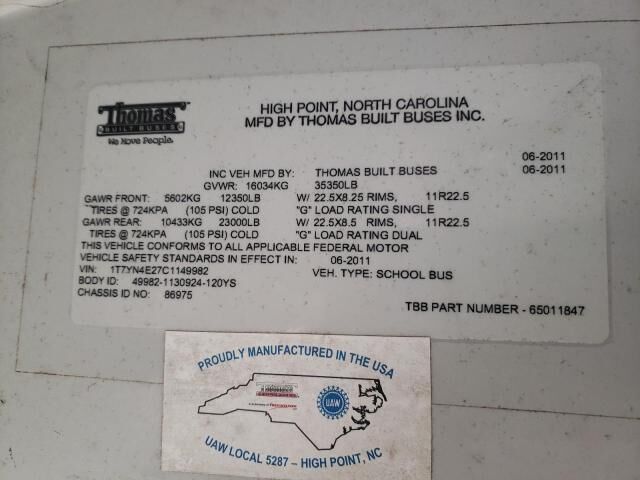 Thomas
BUILT BUSES
We Move People.
HIGH POINT, NORTH CAROLINA
MFD BY THOMAS BUILT BUSES INC.
06-2011
INC VEH MFD BY: THOMAS BUILT BUSES 06-2011
GVWR: 16034KG 35350LB
GAWR FRONT: 5602KG 12350LB W/ 22.5X8.25 RIMS, 11R22.5
TIRES @ 724KPA (105 PSI) COLD "G" LOAD RATING SINGLE
GAWR REAR: 10433KG 23000LB W/ 22.5X8.5 RIMS, 11R22.5
TIRES @ 724KPA (105 PSI) COLD "G" LOAD RATING DUAL
THIS VEHICLE CONFORMS TO ALL APPLICABLE FEDERAL MOTOR
VEHICLE SAFETY STANDARDS IN EFFECT IN: 06-2011
VIN: 1T7YN4E27C1149982 VEH. TYPE: SCHOOL BUS
BODY ID: 49982-1130924-120YS
CHASSIS ID: 86975 TBB PART NUMBER - 65011847
PROUDLY MANUFACTURED IN THE USA
UAW
UAW LOCAL 5287 – HIGH POINT, NC